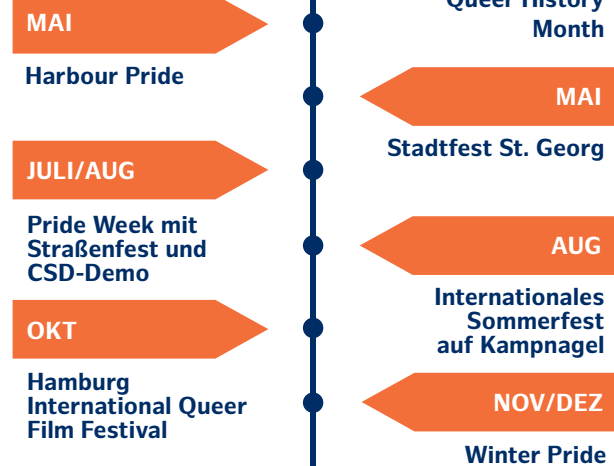 Queer History
Month
MAI
Harbour Pride
MAI
Stadtfest St. Georg
JULI/AUG
Pride Week mit
Straßenfest und
CSD-Demo
AUG
Internationales
Sommerfest
auf Kampnagel
OKT
Hamburg
International Queer
Film Festival
NOV/DEZ
Winter Pride